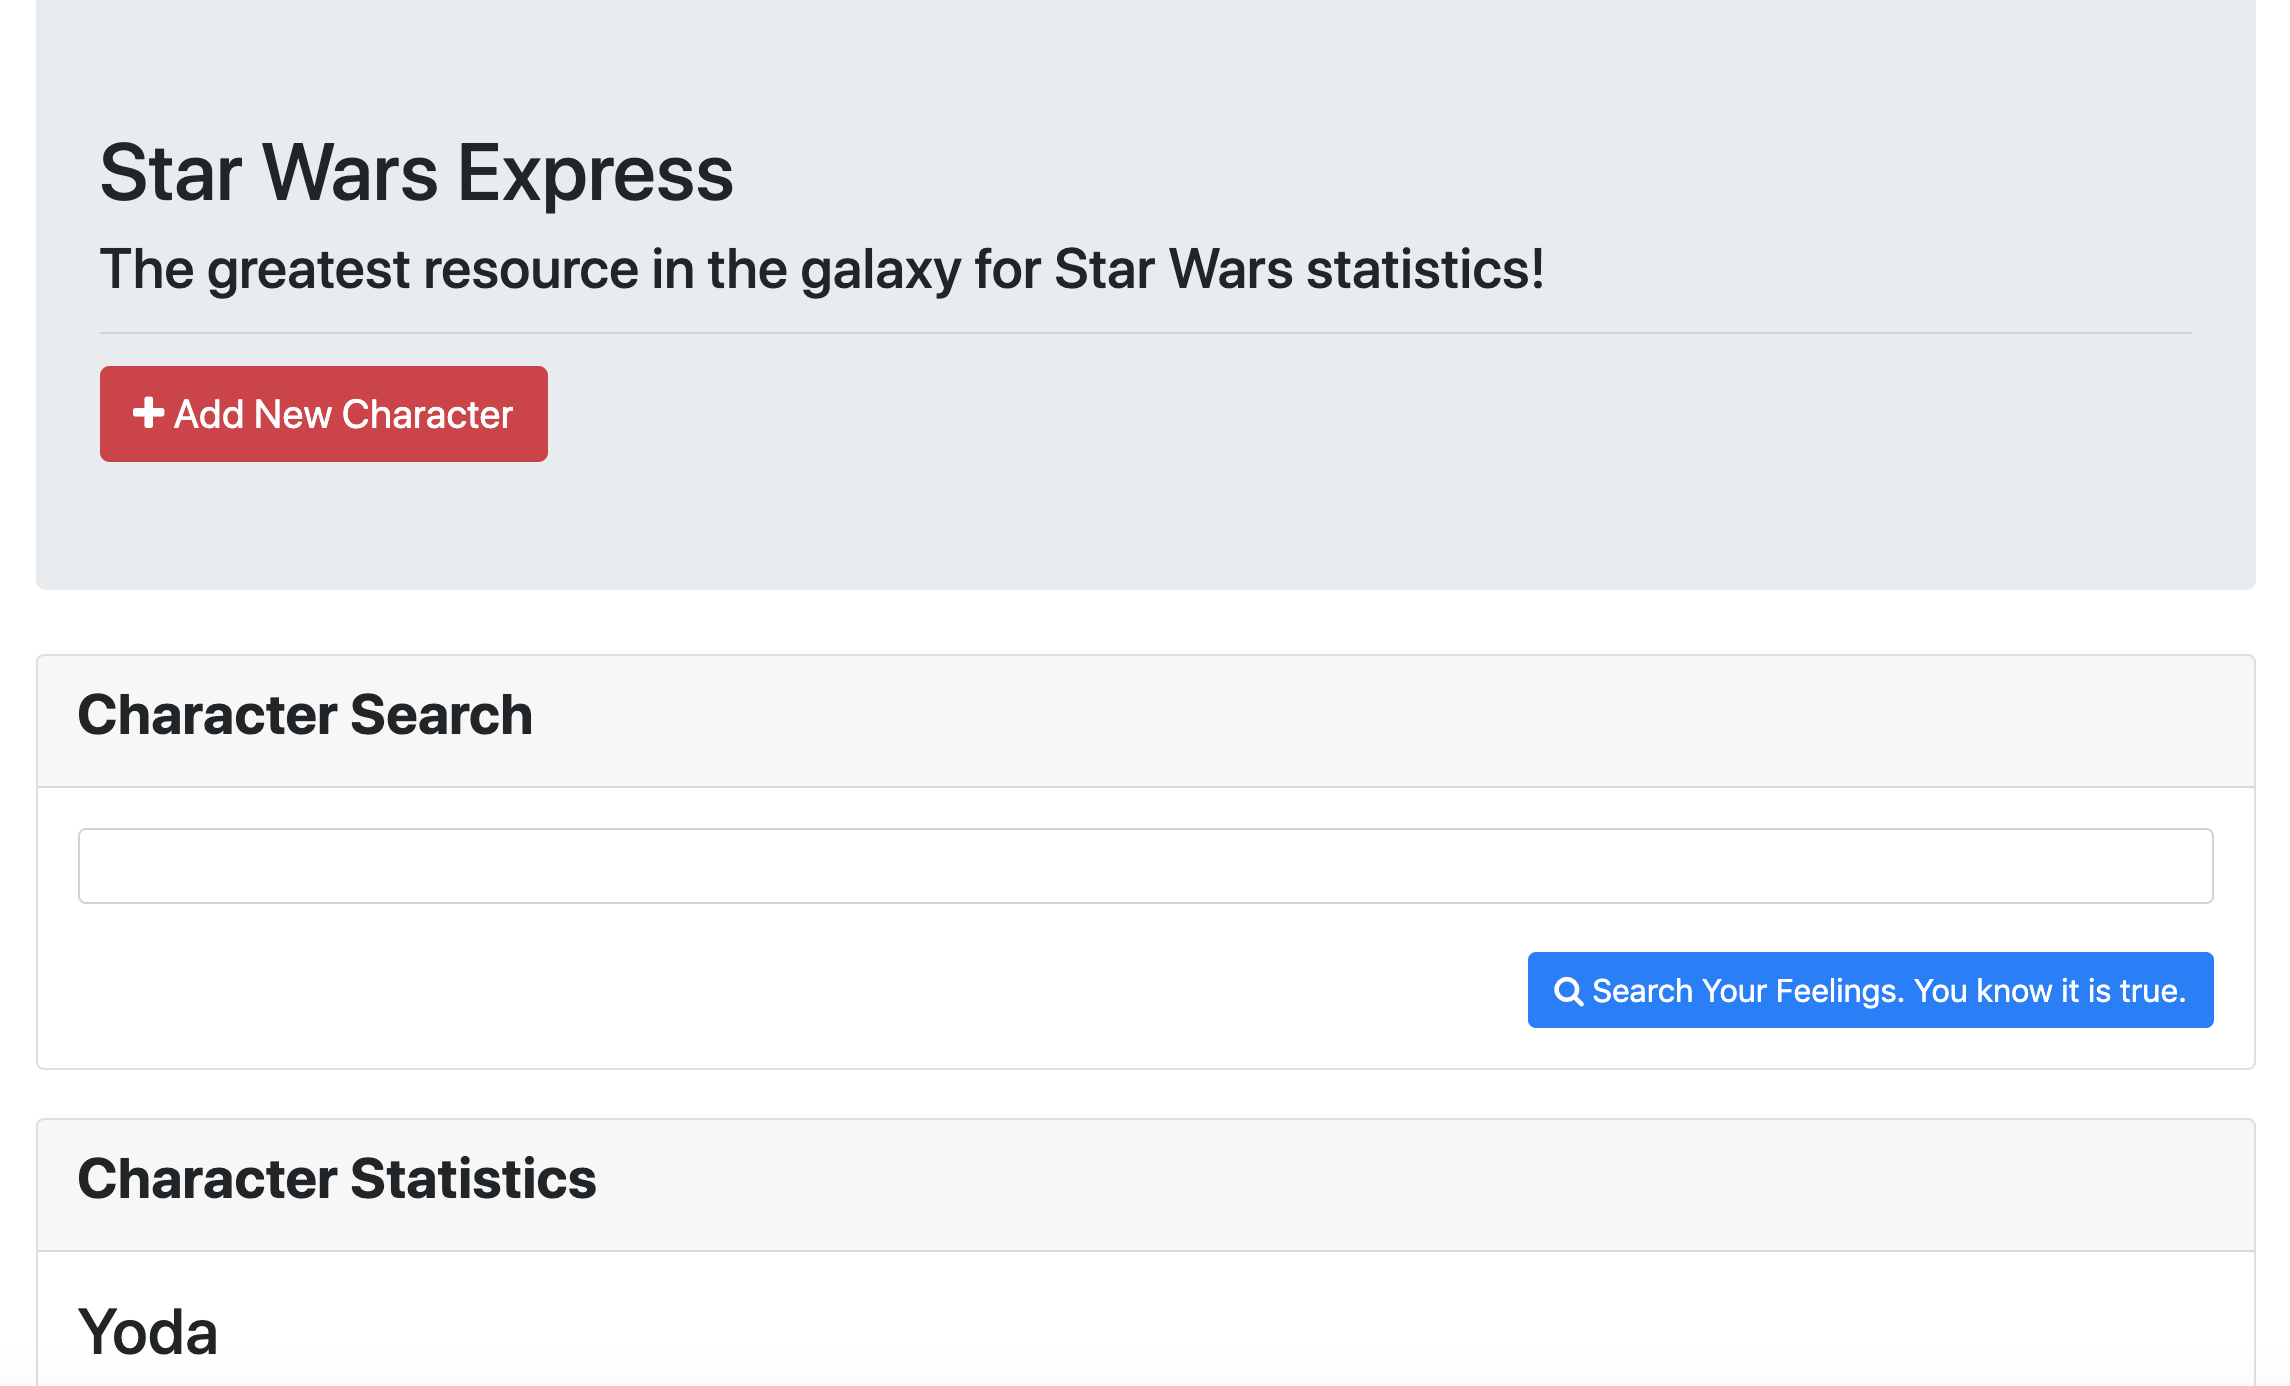 Star Wars Express
The greatest resource in the galaxy for Star Wars statistics!
Add New Character
Character Search
Search Your Feelings. You know it is true.
Character Statistics
Yoda